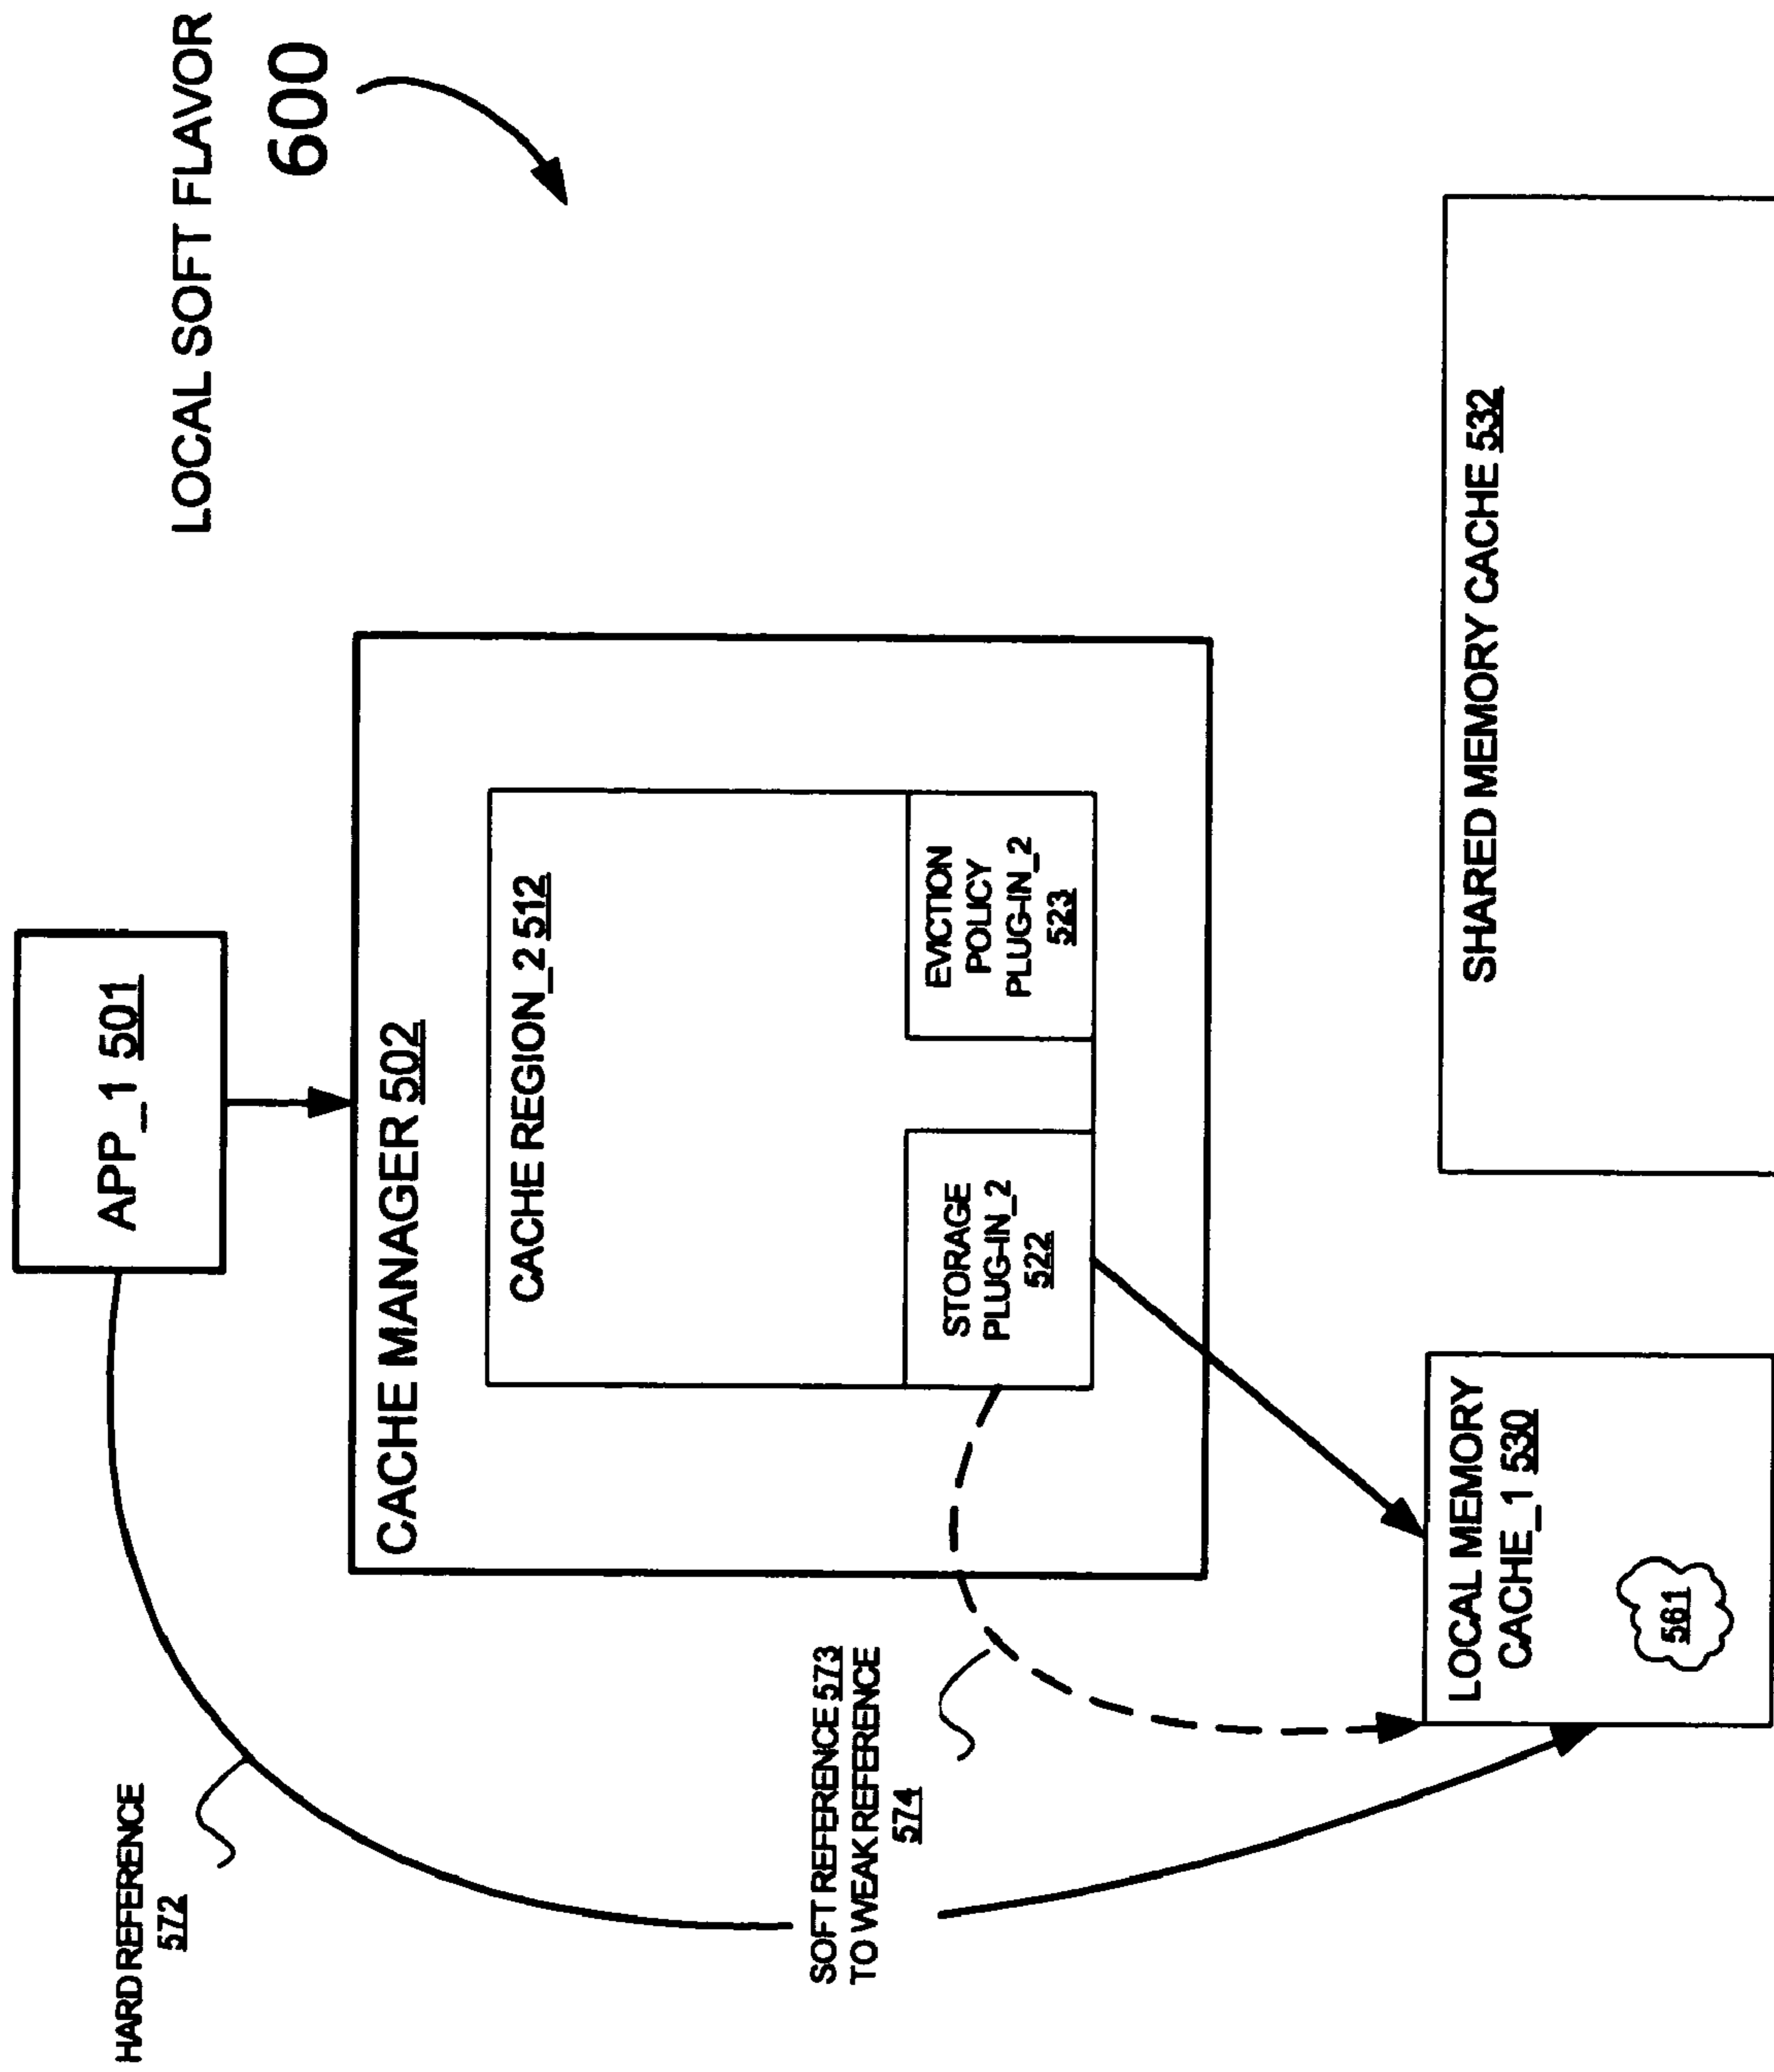 LOCAL SOFT FLAVOR
600
APP_1 501
HARD REFERENCE
572
CACHE MANAGER 502
CACHE REGION_2 512
STORAGE
PLUG-IN_2
522
EVICTION
POLICY
PLUG-IN_2
523
SOFT REFERENCE 573
TO WEAK REFERENCE
574
LOCAL MEMORY
CACHE_1 530
561
SHARED MEMORY CACHE 532